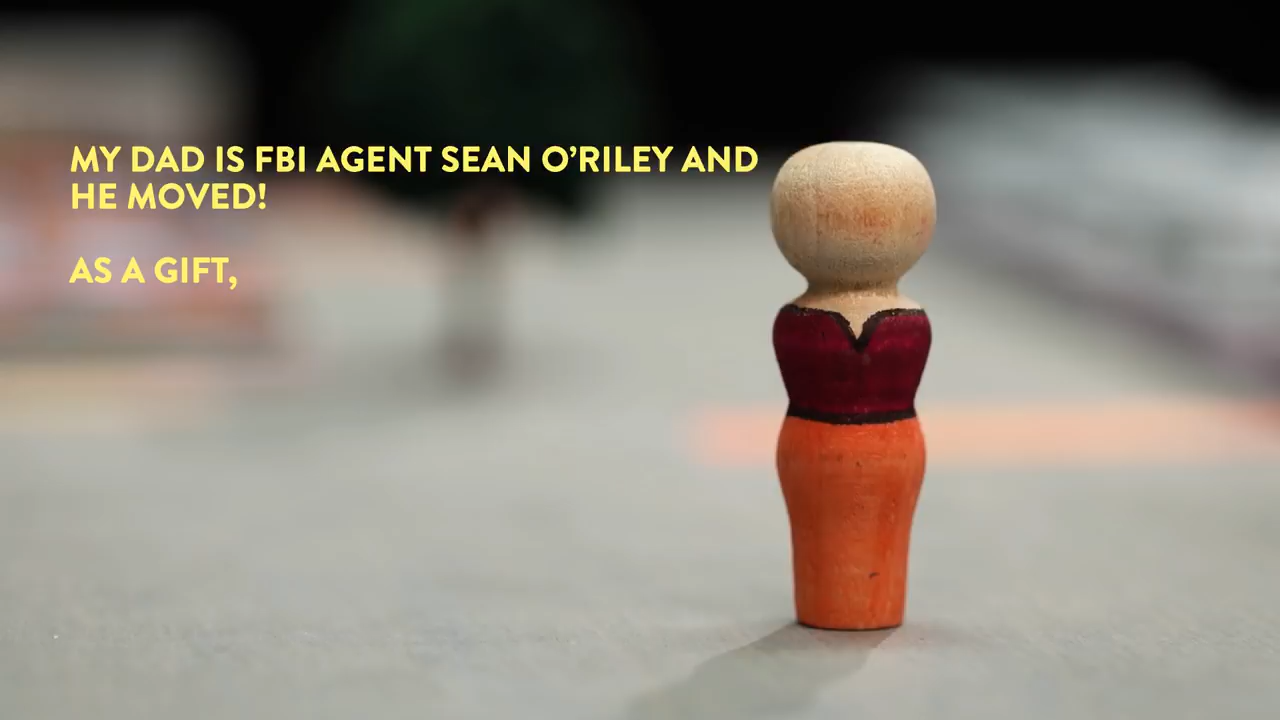 MY DAD IS FBI AGENT SEAN O’RILEY AND
HE MOVED!
AS A GIFT,